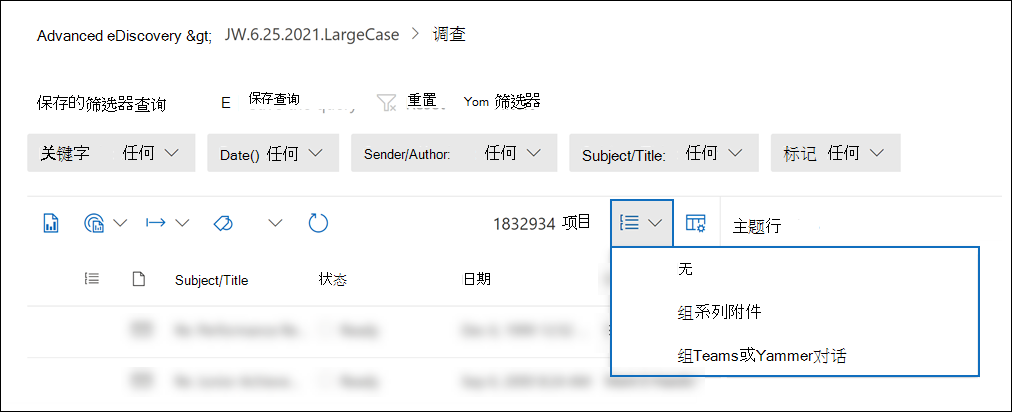 Advanced eDiscovery &gt; JW.6.25.2021.LargeCase > 调查
保存的筛选器查询 E 保存查询 重置 Yom 筛选器
关键字 任何 Date() 任何 Sender/Author: 任何 Subject/Title: 任何 标记 任何
1832934 项目 主题行
无
Subject/Title 状态 日期
组系列附件
组Teams或Yammer对话